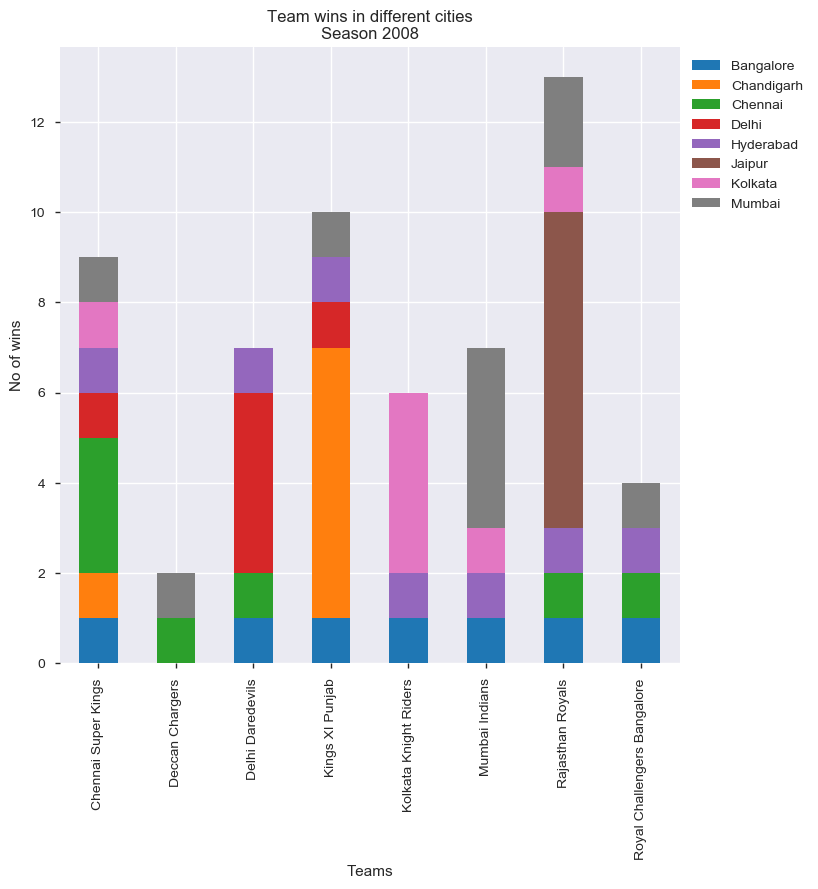 Team wins in different cities
Season 2008
Bangalore
Chandigarh
Chennai
Delhi
Hyderabad
Jaipur
Kolkata
Mumbai
No of wins
12
10
8
6
4
2
0
Chennai Super Kings
Deccan Chargers
Delhi Daredevils
Kings XI Punjab
Kolkata Knight Riders
Mumbai Indians
Rajasthan Royals
Royal Challengers Bangalore
Teams